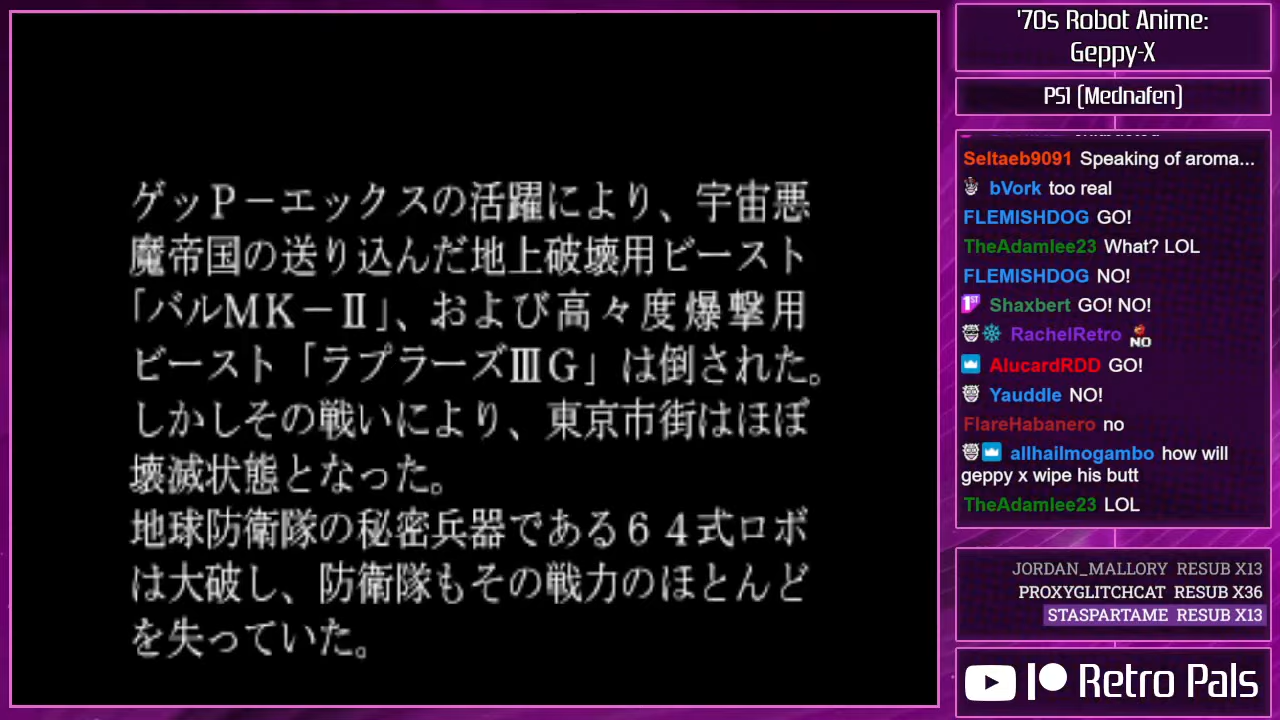 ゲッP－エックスの活躍により、宇宙悪
魔帝国の送り込んだ地上破壊用ビースト
「バルMK－Ⅱ」、および高々度爆撃用
ビースト「ラプラーズⅢG」は倒された。
しかしその戦いにより、東京市街はほぼ
壊滅状態となった。
地球防衛隊の秘密兵器である６４式ロボ
は大破し、防衛隊もその戦力のほとんど
を失っていた。
'70s Robot Anime:
Geppy-X
PS1 [Mednafen]
Seltaeb9091 Speaking of aroma...
bVork too real
FLEMISHDOG GO!
TheAdamlee23 What? LOL
FLEMISHDOG NO!
1ST Shaxbert GO! NO!
RachelRetro NO
AlucardRDD GO!
Yauddle NO!
FlareHabanero no
allhailmogambo how will
geppy x wipe his butt
TheAdamlee23 LOL
JORDAN_MALLORY RESUB X13
PROXYGLITCHCAT RESUB X36
STASPARTAME RESUB X13
Retro Pals